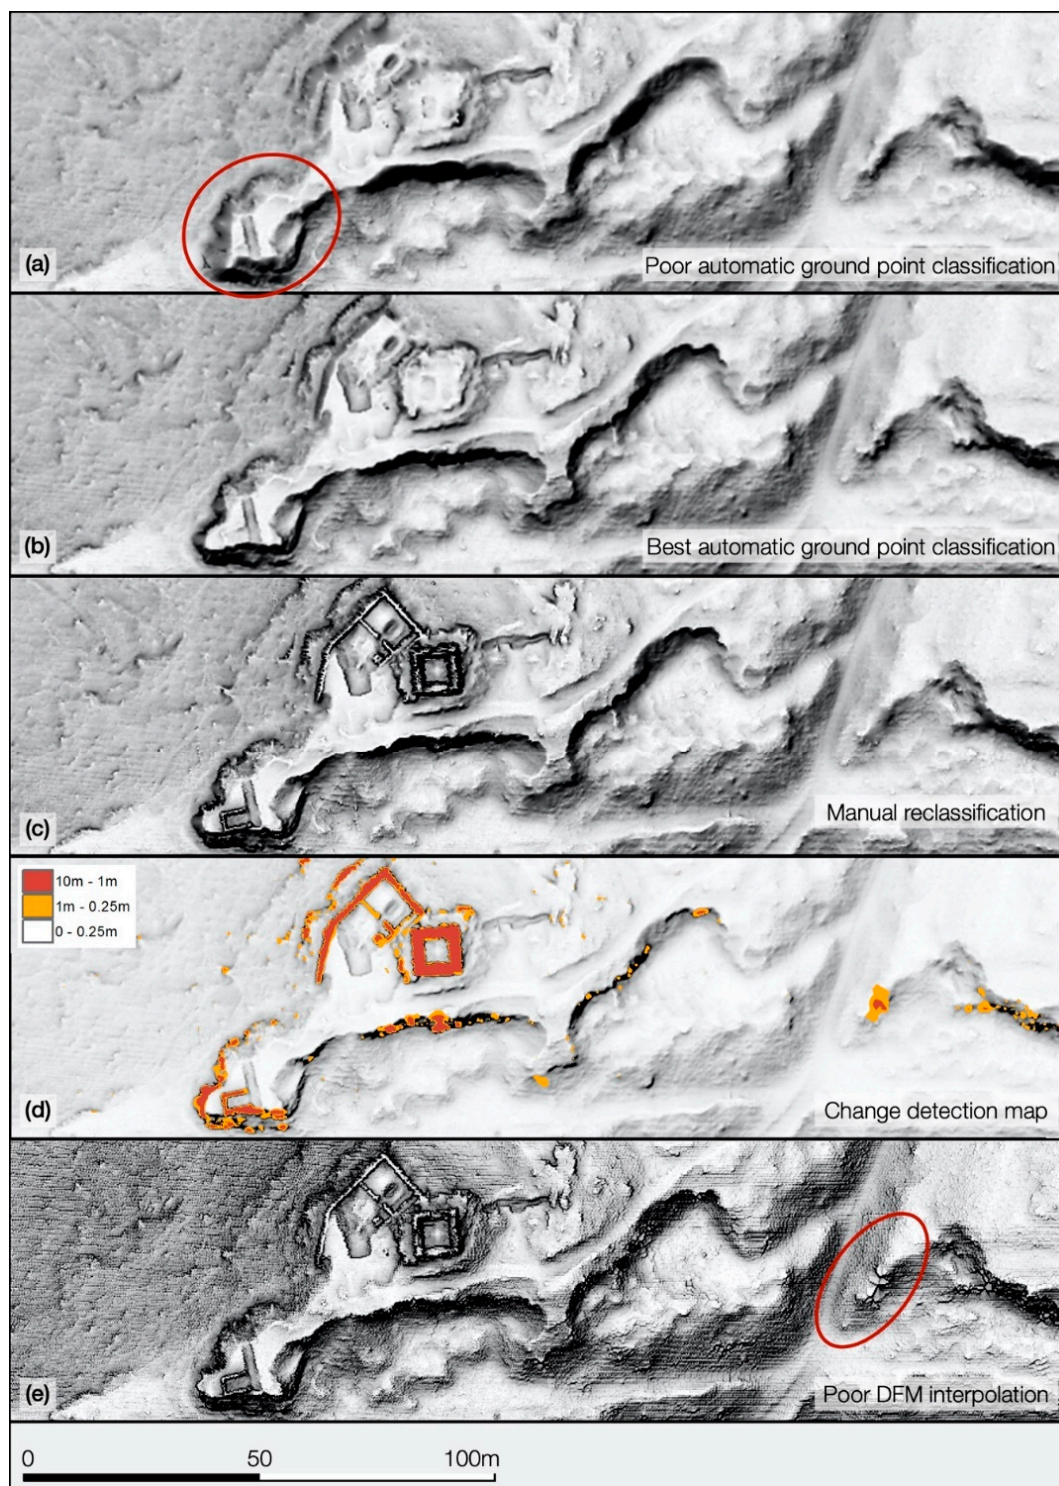 (a)
Poor automatic ground point classification
(b)
Best automatic ground point classification
(c)
Manual reclassification
10m - 1m
1m - 0.25m
0 - 0.25m
(d)
Change detection map
(e)
Poor DFM interpolation
0 50 100m